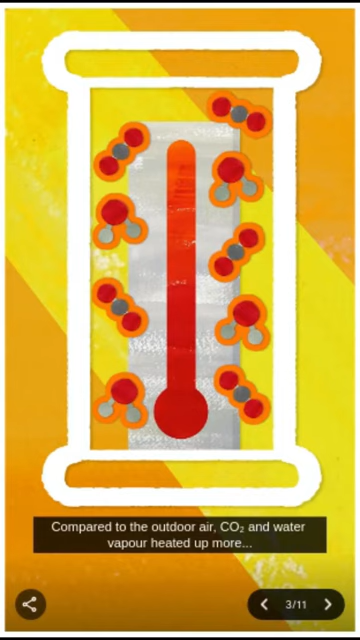 Compared to the outdoor air, CO₂ and water
vapour heated up more...
3/11